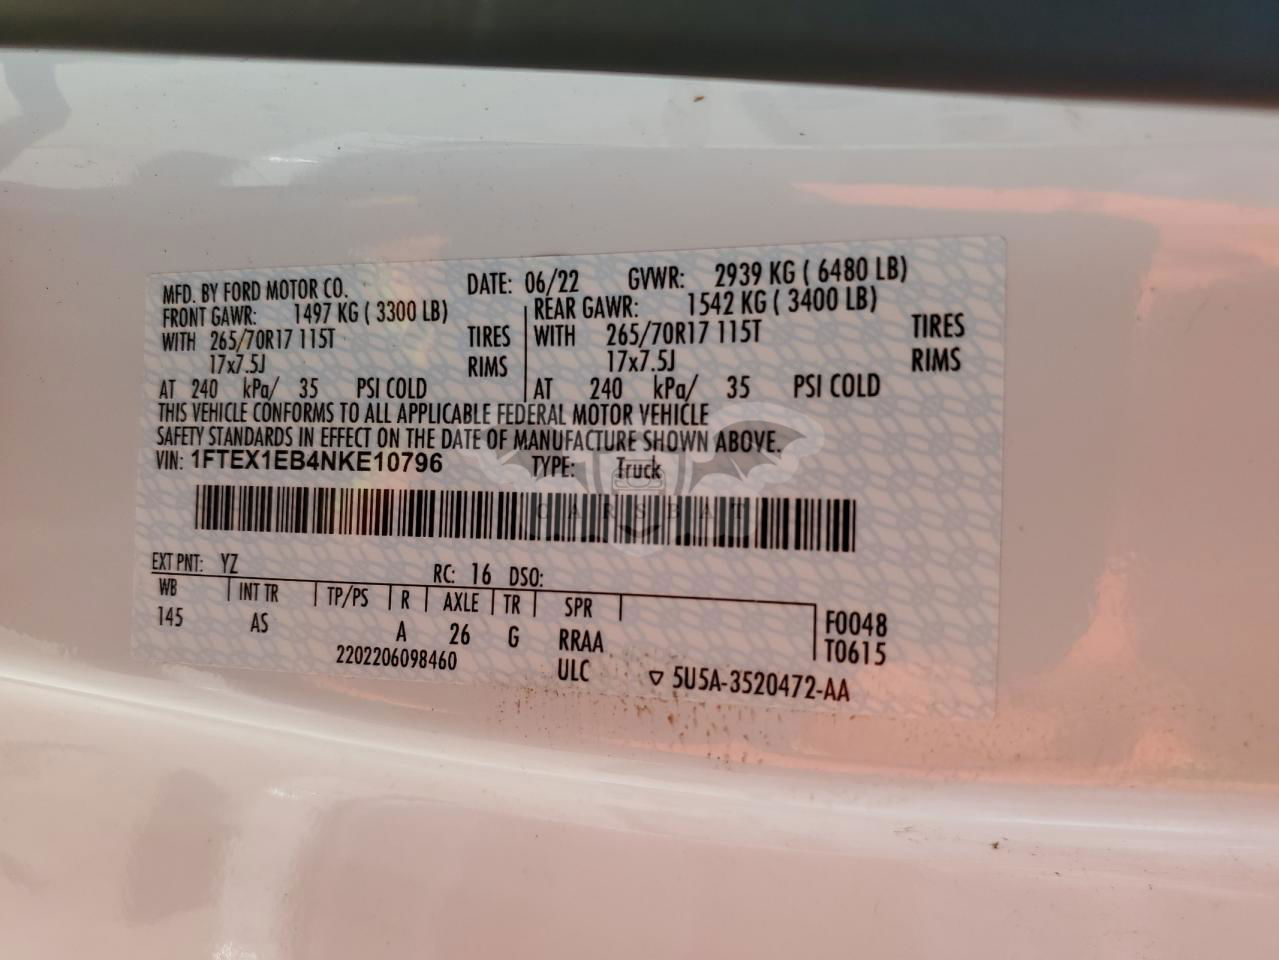 MFD. BY FORD MOTOR CO. DATE: 06/22 GVWR: 2939 KG ( 6480 LB)
FRONT GAWR: 1497 KG ( 3300 LB) REAR GAWR: 1542 KG ( 3400 LB)
WITH 265/70R17 115T TIRES WITH 265/70R17 115T TIRES
17x7.5J RIMS 17x7.5J RIMS
AT 240 kPa/ 35 PSI COLD AT 240 kPa/ 35 PSI COLD
THIS VEHICLE CONFORMS TO ALL APPLICABLE FEDERAL MOTOR VEHICLE
SAFETY STANDARDS IN EFFECT ON THE DATE OF MANUFACTURE SHOWN ABOVE.
VIN: 1FTEX1EB4NKE10796 TYPE: Truck
CARSBAT
EXT PNT: YZ RC: 16 DSO:
WB INT TR TP/PS R AXLE TR SPR F0048
145 AS A 26 G RRAA T0615
2202206098460 ULC 5U5A-3520472-AA